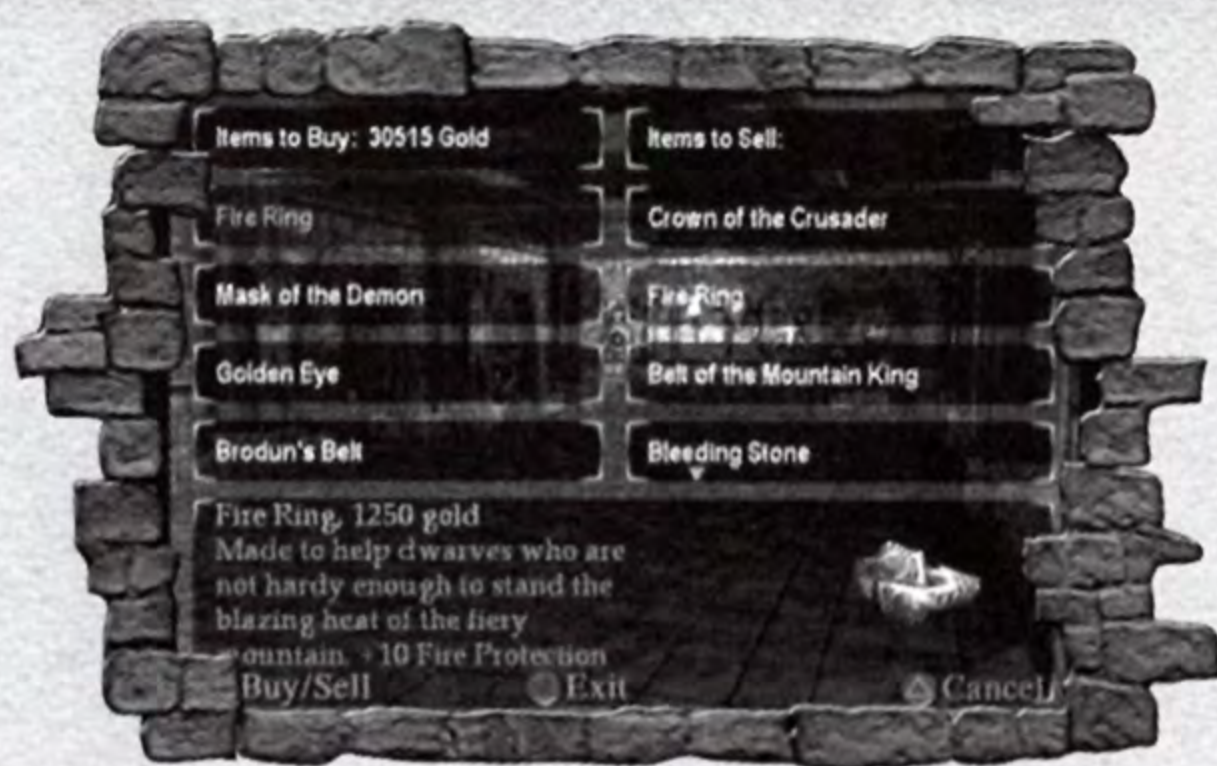 Items to Buy: 30515 Gold
Items to Sell:
Fire Ring
Crown of the Crusader
Mask of the Demon
Fire Ring
Golden Eye
Belt of the Mountain King
Brodun's Belt
Bleeding Stone
Fire Ring, 1250 gold
Made to help dwarves who are
not hardy enough to stand the
blazing heat of the fiery
mountain. +10 Fire Protection
Buy/Sell
Exit
Cancel